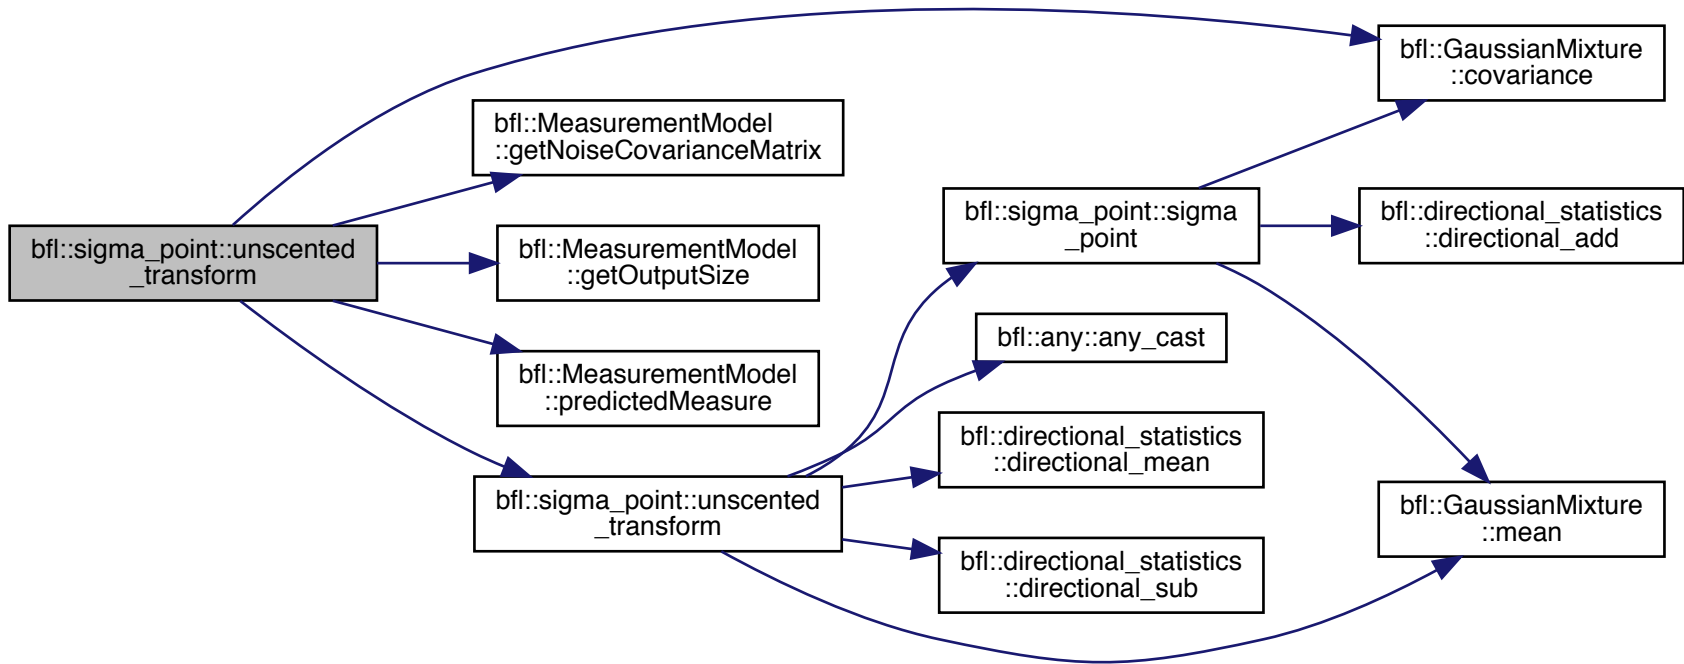 bfl::GaussianMixture
::covariance
bfl::MeasurementModel
::getNoiseCovarianceMatrix
bfl::sigma_point::sigma
_point
bfl::directional_statistics
::directional_add
bfl::sigma_point::unscented
_transform
bfl::MeasurementModel
::getOutputSize
bfl::any::any_cast
bfl::MeasurementModel
::predictedMeasure
bfl::directional_statistics
::directional_mean
bfl::sigma_point::unscented
_transform
bfl::GaussianMixture
::mean
bfl::directional_statistics
::directional_sub